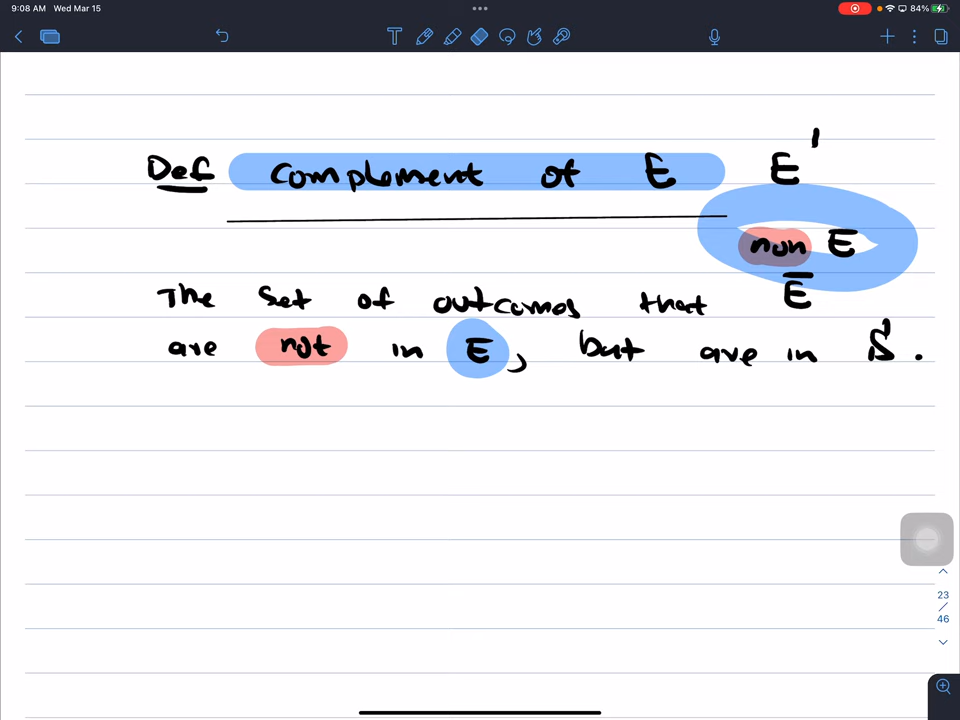 9:08 AM Wed Mar 15
84%
Def complement of E E'
non E
E̅
The set of outcomes that
are not in E, but are in S.
23
/
46